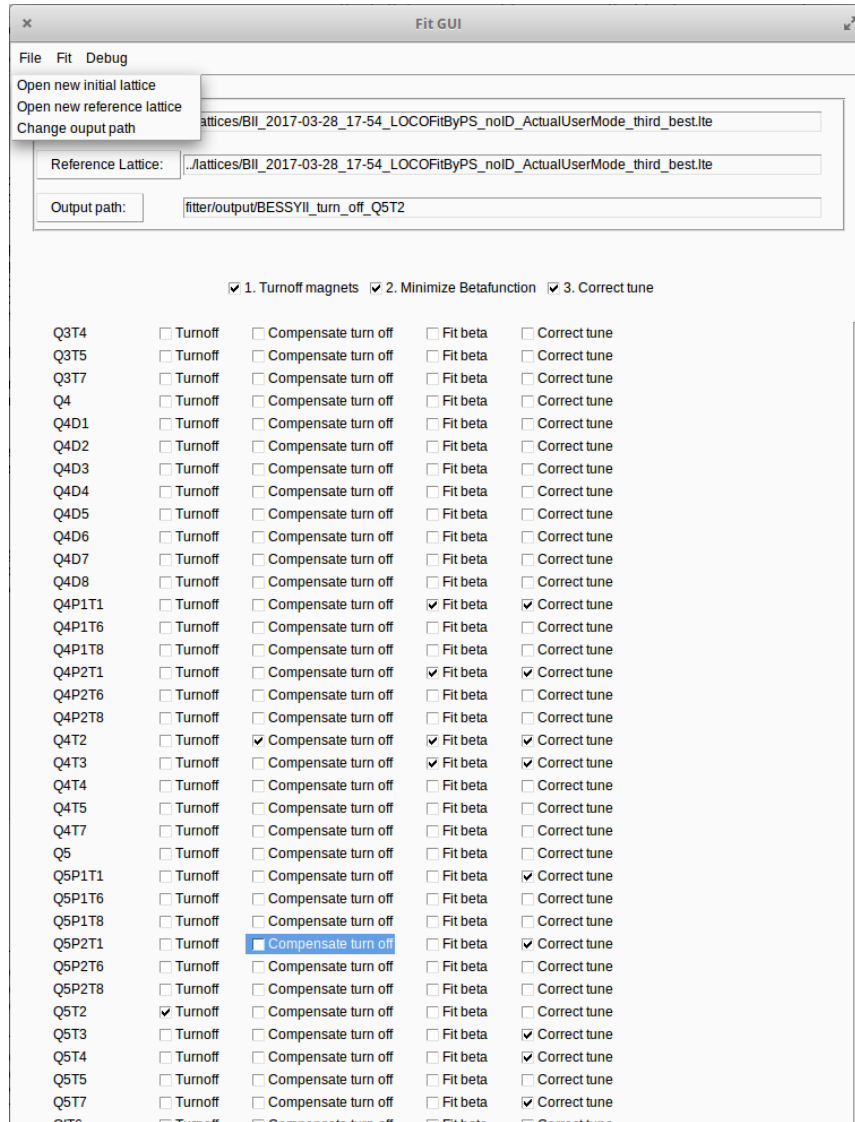 Fit GUI
File Fit Debug
Open new initial lattice
Open new reference lattice
Change ouput path
attices/BII_2017-03-28_17-54_LOCOFitByPS_noID_ActualUserMode_third_best.lte
Reference Lattice: ../lattices/BII_2017-03-28_17-54_LOCOFitByPS_noID_ActualUserMode_third_best.lte
Output path: fitter/output/BESSYII_turn_off_Q5T2
1. Turnoff magnets 2. Minimize Betafunction 3. Correct tune
Q3T4 Turnoff Compensate turn off Fit beta Correct tune
Q3T5 Turnoff Compensate turn off Fit beta Correct tune
Q3T7 Turnoff Compensate turn off Fit beta Correct tune
Q4 Turnoff Compensate turn off Fit beta Correct tune
Q4D1 Turnoff Compensate turn off Fit beta Correct tune
Q4D2 Turnoff Compensate turn off Fit beta Correct tune
Q4D3 Turnoff Compensate turn off Fit beta Correct tune
Q4D4 Turnoff Compensate turn off Fit beta Correct tune
Q4D5 Turnoff Compensate turn off Fit beta Correct tune
Q4D6 Turnoff Compensate turn off Fit beta Correct tune
Q4D7 Turnoff Compensate turn off Fit beta Correct tune
Q4D8 Turnoff Compensate turn off Fit beta Correct tune
Q4P1T1 Turnoff Compensate turn off Fit beta Correct tune
Q4P1T6 Turnoff Compensate turn off Fit beta Correct tune
Q4P1T8 Turnoff Compensate turn off Fit beta Correct tune
Q4P2T1 Turnoff Compensate turn off Fit beta Correct tune
Q4P2T6 Turnoff Compensate turn off Fit beta Correct tune
Q4P2T8 Turnoff Compensate turn off Fit beta Correct tune
Q4T2 Turnoff Compensate turn off Fit beta Correct tune
Q4T3 Turnoff Compensate turn off Fit beta Correct tune
Q4T4 Turnoff Compensate turn off Fit beta Correct tune
Q4T5 Turnoff Compensate turn off Fit beta Correct tune
Q4T7 Turnoff Compensate turn off Fit beta Correct tune
Q5 Turnoff Compensate turn off Fit beta Correct tune
Q5P1T1 Turnoff Compensate turn off Fit beta Correct tune
Q5P1T6 Turnoff Compensate turn off Fit beta Correct tune
Q5P1T8 Turnoff Compensate turn off Fit beta Correct tune
Q5P2T1 Turnoff Compensate turn off Fit beta Correct tune
Q5P2T6 Turnoff Compensate turn off Fit beta Correct tune
Q5P2T8 Turnoff Compensate turn off Fit beta Correct tune
Q5T2 Turnoff Compensate turn off Fit beta Correct tune
Q5T3 Turnoff Compensate turn off Fit beta Correct tune
Q5T4 Turnoff Compensate turn off Fit beta Correct tune
Q5T5 Turnoff Compensate turn off Fit beta Correct tune
Q5T7 Turnoff Compensate turn off Fit beta Correct tune